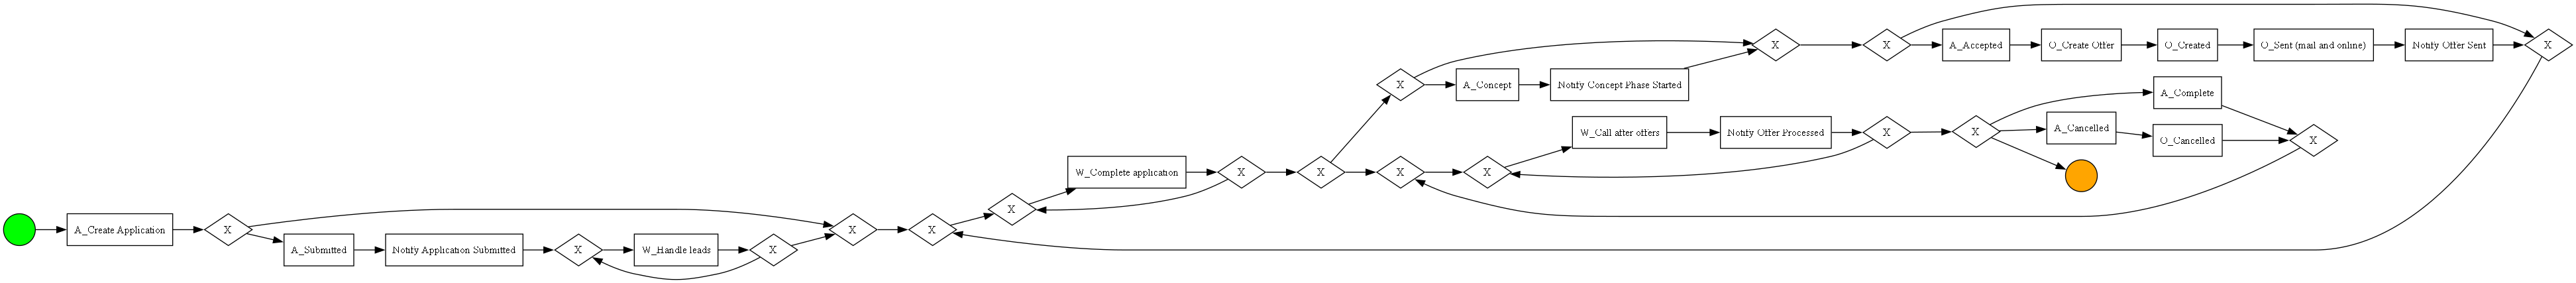 A_Create Application
X
A_Submitted
Notify Application Submitted
X
W_Handle leads
X
X
X
X
W_Complete application
X
X
X
A_Concept
Notify Concept Phase Started
X
X
A_Accepted
O_Create Offer
O_Created
O_Sent (mail and online)
Notify Offer Sent
X
X
X
W_Call after offers
Notify Offer Processed
X
X
A_Complete
A_Cancelled
O_Cancelled
X